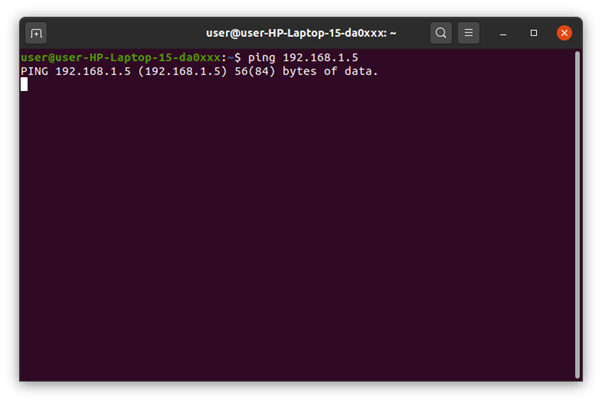 user@user-HP-Laptop-15-da0xxx: ~
user@user-HP-Laptop-15-da0xxx:~$ ping 192.168.1.5
PING 192.168.1.5 (192.168.1.5) 56(84) bytes of data.